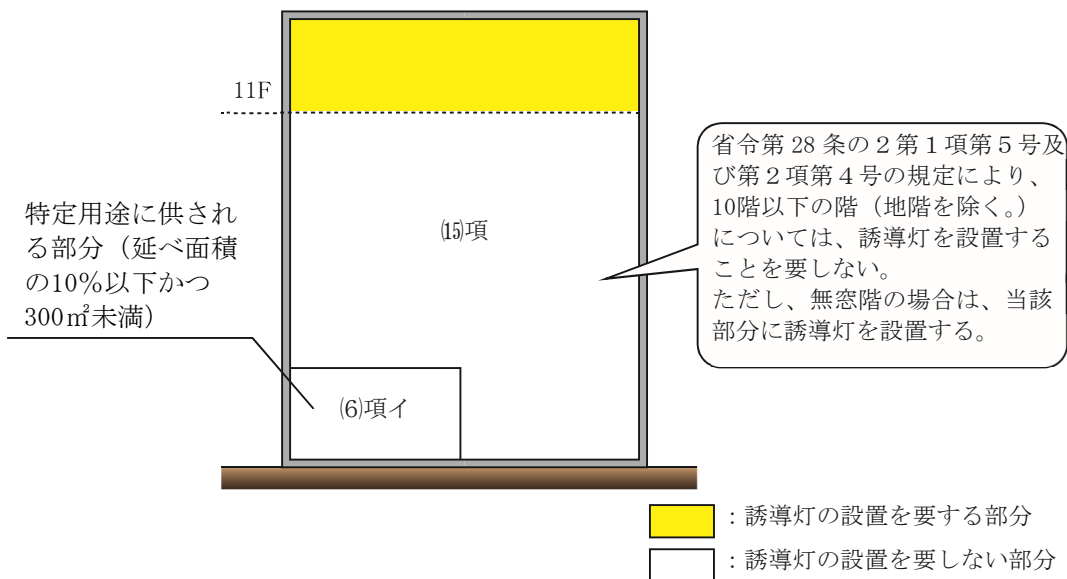 11F
省令第 28 条の２第１項第５号及
び第２項第４号の規定により、
10階以下の階（地階を除く。）
については、誘導灯を設置する
ことを要しない。
ただし、無窓階の場合は、当該
部分に誘導灯を設置する。
特定用途に供され
る部分（延べ面積
の10%以下かつ
300㎡未満）
⒂項
⑹項イ
：誘導灯の設置を要する部分
：誘導灯の設置を要しない部分